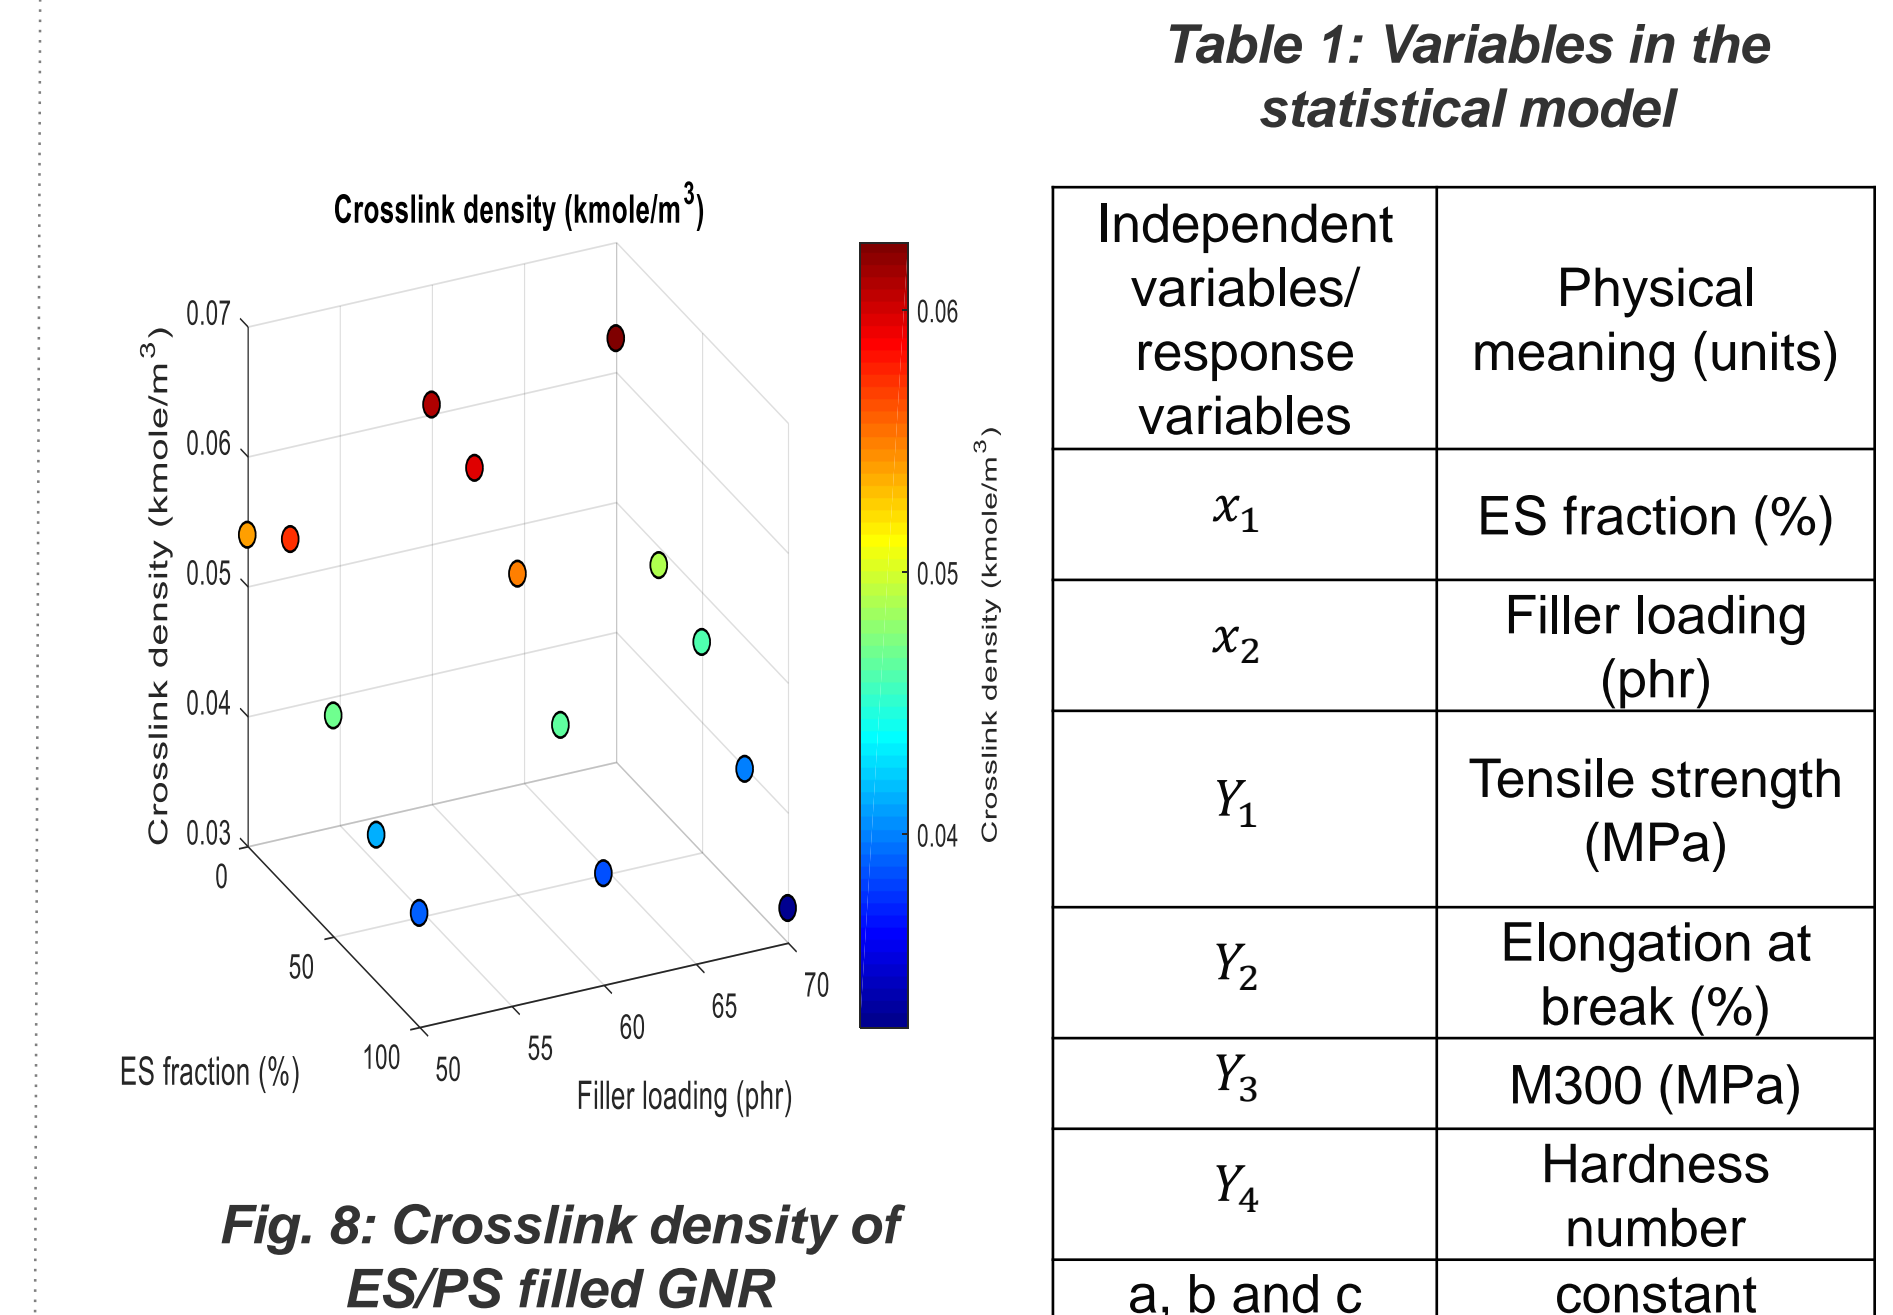 Table 1: Variables in the
statistical model
Crosslink density (kmole/m³)
0.07
0.06
0.05
0.04
0.03
Crosslink density (kmole/m³)
0
50
100
ES fraction (%)
50
55
60
65
70
Filler loading (phr)
0.06
0.05
0.04
Crosslink density (kmole/m³)
Fig. 8: Crosslink density of
ES/PS filled GNR
Independent
variables/
response
variables
Physical
meaning (units)
x₁
ES fraction (%)
x₂
Filler loading
(phr)
Y₁
Tensile strength
(MPa)
Y₂
Elongation at
break (%)
Y₃
M300 (MPa)
Y₄
Hardness
number
a, b and c
constant